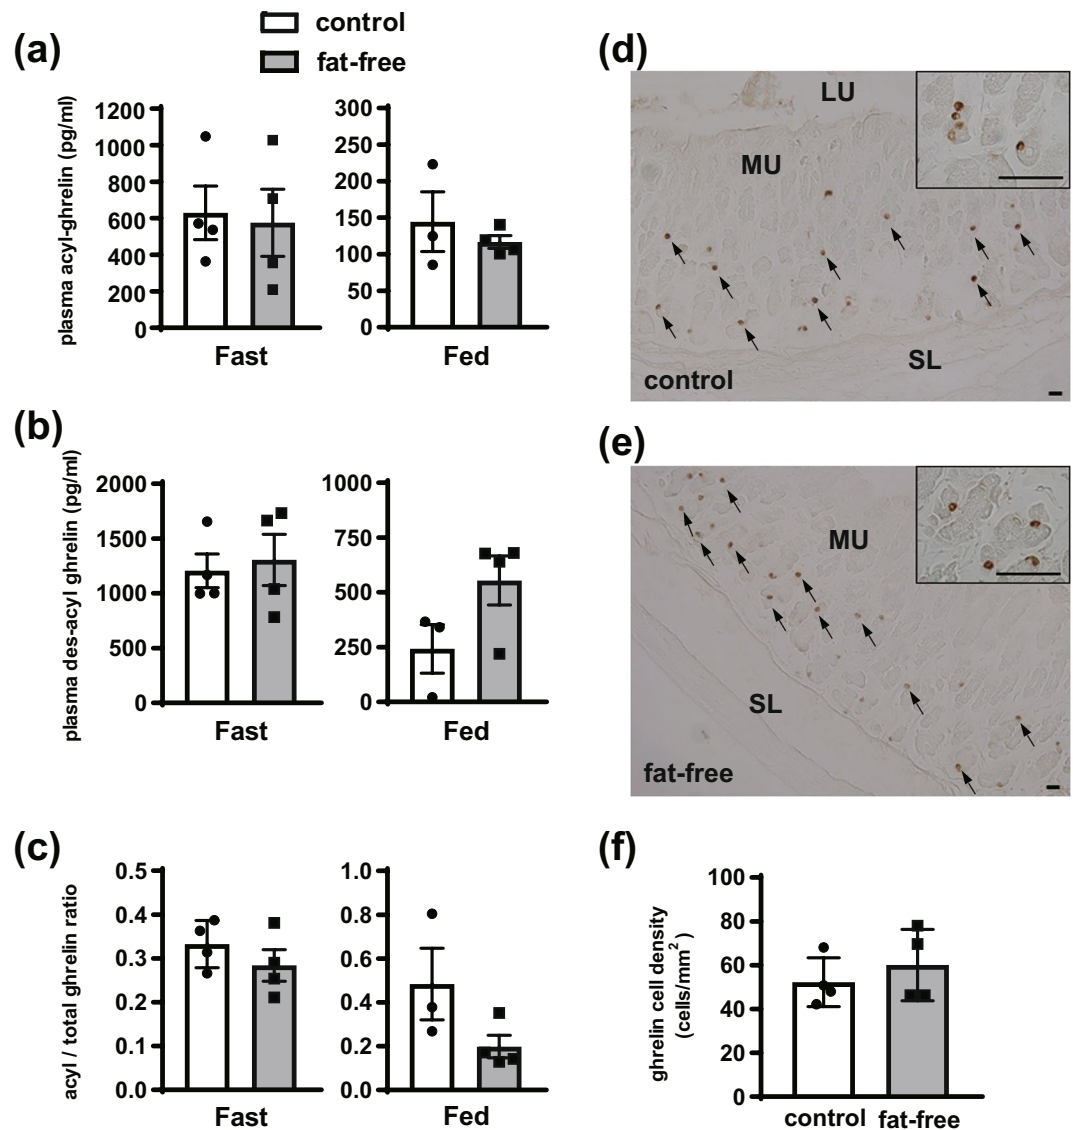 control
fat-free
(a)
plasma acyl-ghrelin (pg/ml)
1200
1000
800
600
400
200
0
Fast
300
250
200
150
100
50
0
Fed
(b)
plasma des-acyl ghrelin (pg/ml)
2000
1500
1000
500
0
Fast
1000
750
500
250
0
Fed
(c)
acyl / total ghrelin ratio
0.5
0.4
0.3
0.2
0.1
0.0
Fast
1.0
0.8
0.6
0.4
0.2
0.0
Fed
(d)
LU
MU
SL
control
(e)
MU
SL
fat-free
(f)
ghrelin cell density
(cells/mm²)
100
80
60
40
20
0
control fat-free